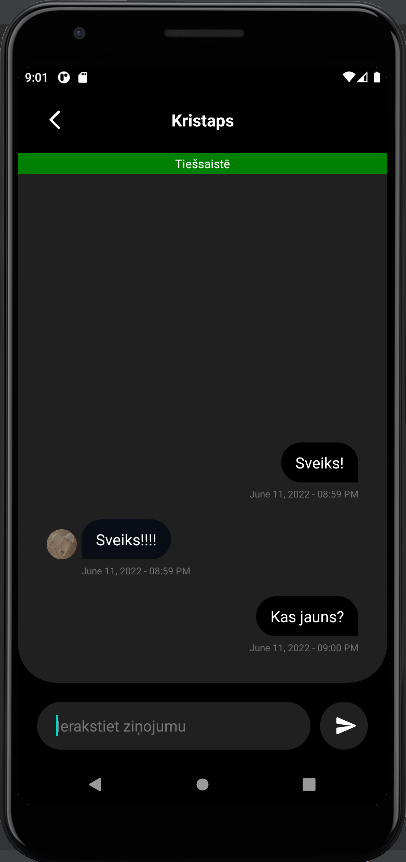 9:01
Kristaps
Tiešsaistē
Sveiks!
June 11, 2022 - 08:59 PM
Sveiks!!!!
June 11, 2022 - 08:59 PM
Kas jauns?
June 11, 2022 - 09:00 PM
Ierakstiet ziņojumu